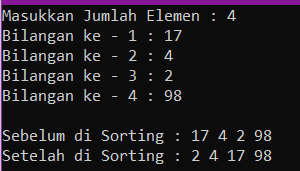 Masukkan Jumlah Elemen : 4
Bilangan ke - 1 : 17
Bilangan ke - 2 : 4
Bilangan ke - 3 : 2
Bilangan ke - 4 : 98
Sebelum di Sorting : 17 4 2 98
Setelah di Sorting : 2 4 17 98